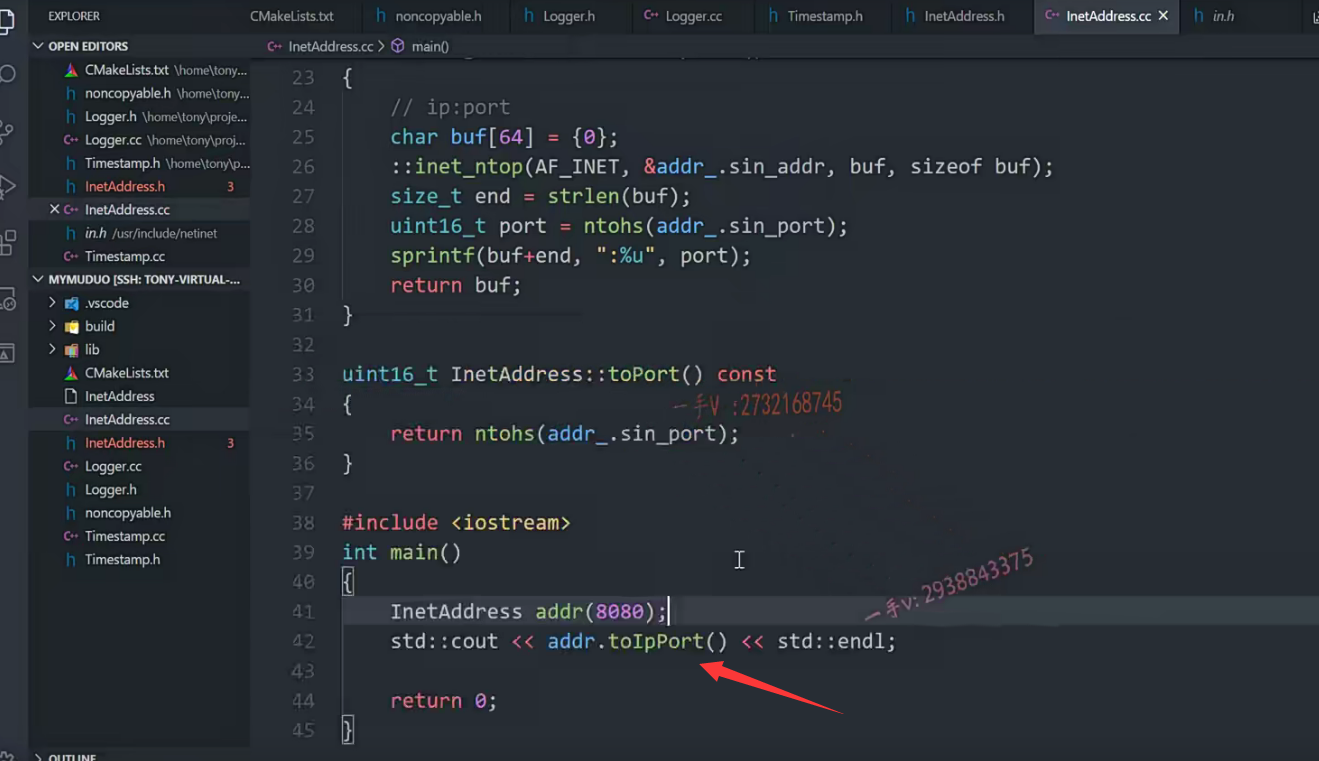 EXPLORER
CMakeLists.txt
noncopyable.h
Logger.h
Logger.cc
Timestamp.h
InetAddress.h
InetAddress.cc
in.h
OPEN EDITORS
CMakeLists.txt \home\tony...
noncopyable.h \home\tony...
Logger.h \home\tony\proje...
Logger.cc \home\tony\proj...
Timestamp.h \home\tony\p...
InetAddress.h 3
InetAddress.cc
in.h /usr/include/netinet
Timestamp.cc
MYMUDUO [SSH: TONY-VIRTUAL-...
.vscode
build
lib
CMakeLists.txt
InetAddress
InetAddress.cc
InetAddress.h 3
Logger.cc
Logger.h
noncopyable.h
Timestamp.cc
Timestamp.h
OUTLINE
InetAddress.cc > main()
23 {
24 // ip:port
25 char buf[64] = {0};
26 ::inet_ntop(AF_INET, &addr_.sin_addr, buf, sizeof buf);
27 size_t end = strlen(buf);
28 uint16_t port = ntohs(addr_.sin_port);
29 sprintf(buf+end, ":%u", port);
30 return buf;
31 }
32
33 uint16_t InetAddress::toPort() const
34 {
一手V :2732168745
35 return ntohs(addr_.sin_port);
36 }
37
38 #include <iostream>
39 int main()
40 {
一手v: 2938843375
41 InetAddress addr(8080);
42 std::cout << addr.toIpPort() << std::endl;
43
44 return 0;
45 }